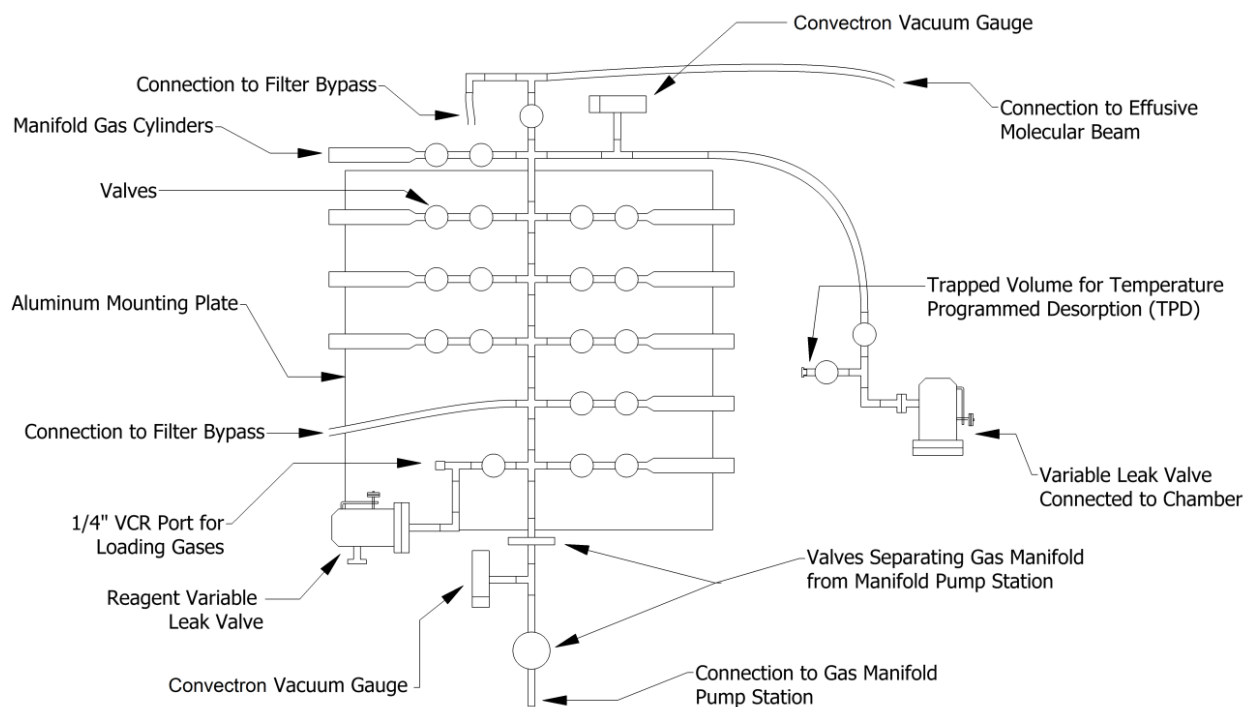 Convectron Vacuum Gauge
Connection to Filter Bypass
Connection to Effusive
Molecular Beam
Manifold Gas Cylinders
Valves
Trapped Volume for Temperature
Programmed Desorption (TPD)
Aluminum Mounting Plate
Connection to Filter Bypass
Variable Leak Valve
Connected to Chamber
1/4" VCR Port for
Loading Gases
Valves Separating Gas Manifold
from Manifold Pump Station
Reagent Variable
Leak Valve
Convectron Vacuum Gauge
Connection to Gas Manifold
Pump Station